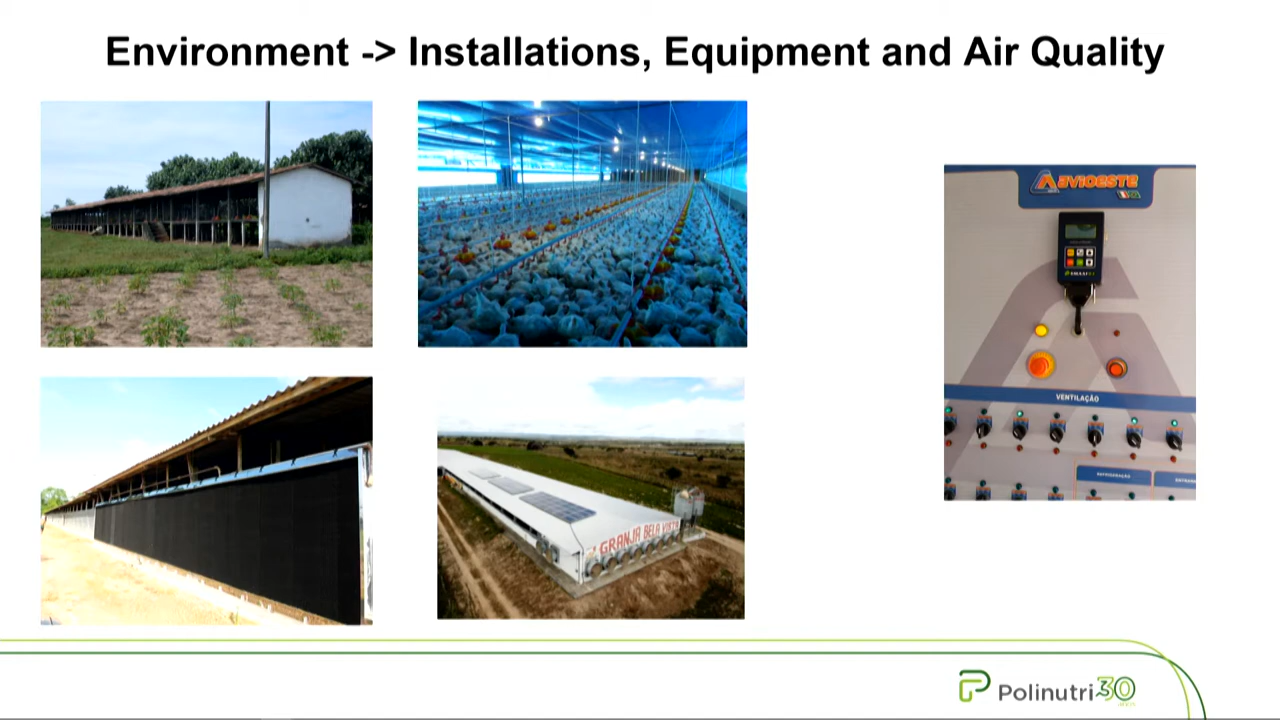 Environment -> Installations, Equipment and Air Quality
avioeste
GRANJA BELA VISTA
VENTILAÇÃO
REFRIGERAÇÃO
Polinutri 30